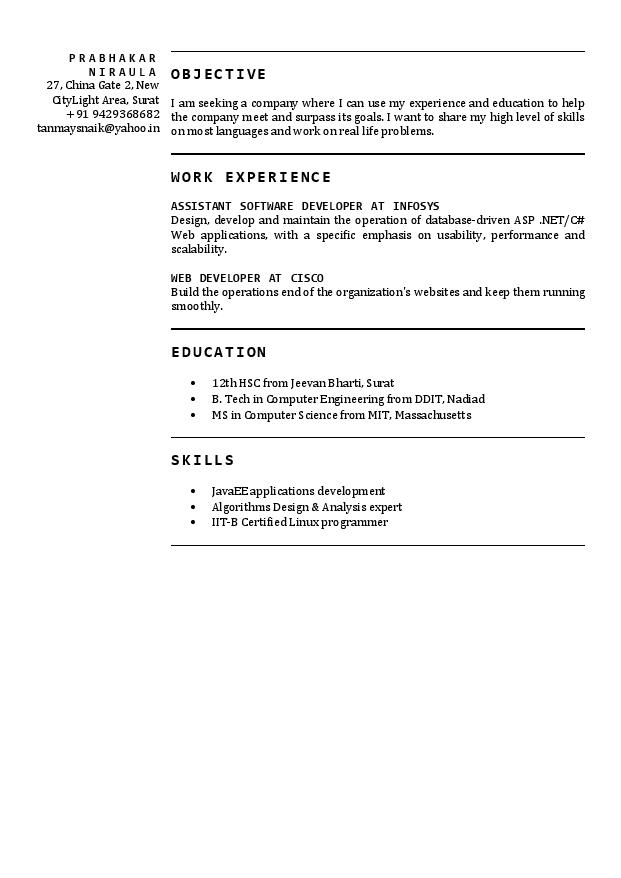 PRABHAKAR
NIRAULA
27, China Gate 2, New
CityLight Area, Surat
+91 9429368682
tanmaysnaik@yahoo.in
OBJECTIVE
I am seeking a company where I can use my experience and education to help
the company meet and surpass its goals. I want to share my high level of skills
on most languages and work on real life problems.
WORK EXPERIENCE
ASSISTANT SOFTWARE DEVELOPER AT INFOSYS
Design, develop and maintain the operation of database-driven ASP .NET/C#
Web applications, with a specific emphasis on usability, performance and
scalability.
WEB DEVELOPER AT CISCO
Build the operations end of the organization's websites and keep them running
smoothly.
EDUCATION
• 12th HSC from Jeevan Bharti, Surat
• B. Tech in Computer Engineering from DDIT, Nadiad
• MS in Computer Science from MIT, Massachusetts
SKILLS
• JavaEE applications development
• Algorithms Design & Analysis expert
• IIT-B Certified Linux programmer